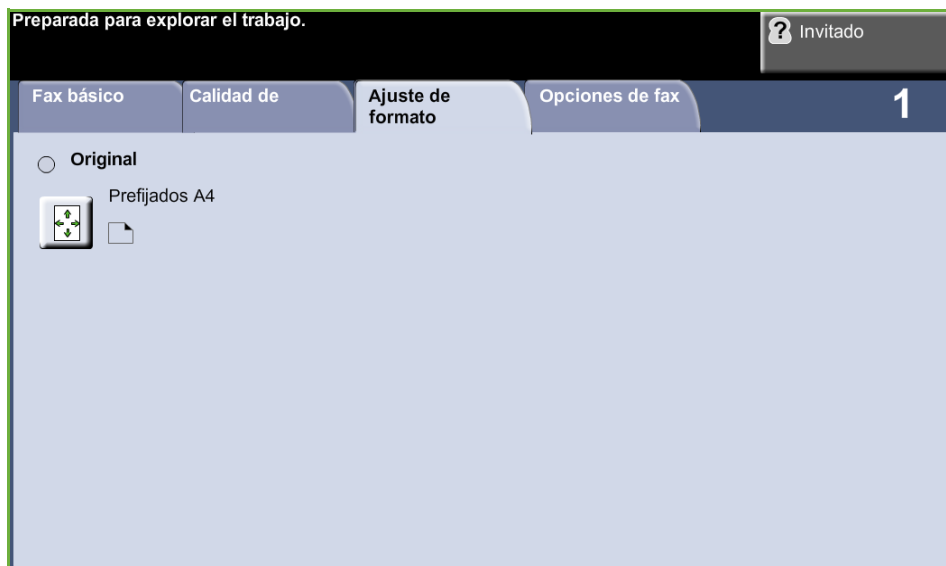 Preparada para explorar el trabajo.
? Invitado
Fax básico
Calidad de
Ajuste de
formato
Opciones de fax
1
Original
Prefijados A4